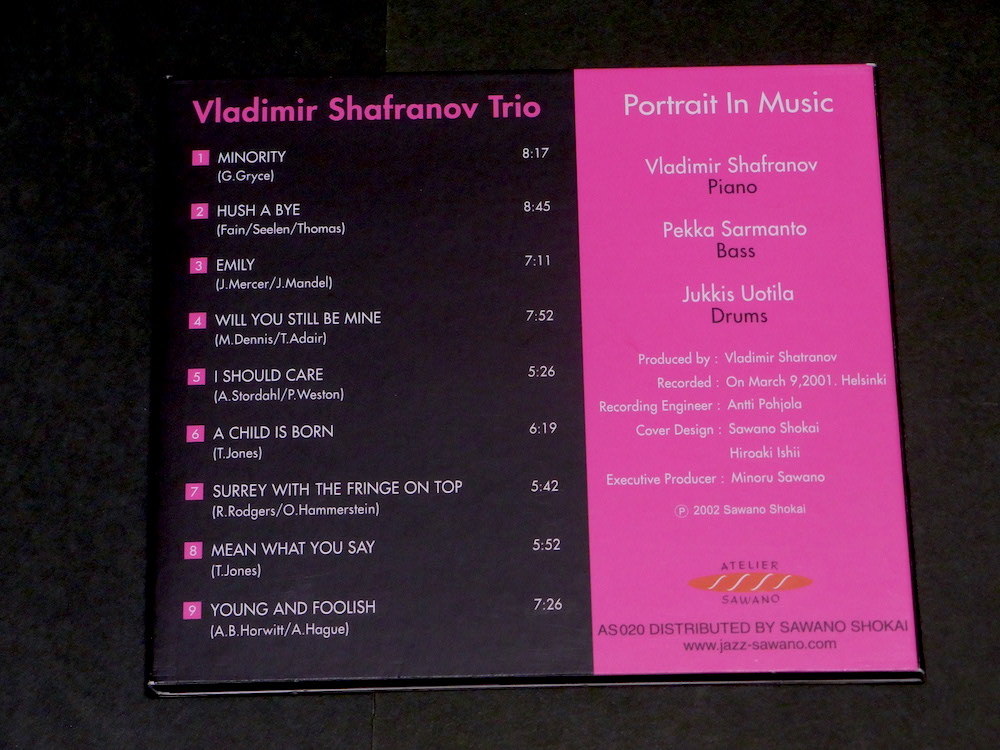 Vladimir Shafranov Trio
1 MINORITY 8:17
(G.Gryce)
2 HUSH A BYE 8:45
(Fain/Seelen/Thomas)
3 EMILY 7:11
(J.Mercer/J.Mandel)
4 WILL YOU STILL BE MINE 7:52
(M.Dennis/T.Adair)
5 I SHOULD CARE 5:26
(A.Stordahl/P.Weston)
6 A CHILD IS BORN 6:19
(T.Jones)
7 SURREY WITH THE FRINGE ON TOP 5:42
(R.Rodgers/O.Hammerstein)
8 MEAN WHAT YOU SAY 5:52
(T.Jones)
9 YOUNG AND FOOLISH 7:26
(A.B.Horwitt/A.Hague)
Portrait In Music
Vladimir Shafranov
Piano
Pekka Sarmanto
Bass
Jukkis Uotila
Drums
Produced by : Vladimir Shatranov
Recorded : On March 9,2001. Helsinki
Recording Engineer : Antti Pohjola
Cover Design : Sawano Shokai
Hiroaki Ishii
Executive Producer : Minoru Sawano
Ⓟ 2002 Sawano Shokai
ATELIER
SAWANO
AS020 DISTRIBUTED BY SAWANO SHOKAI
www.jazz-sawano.com